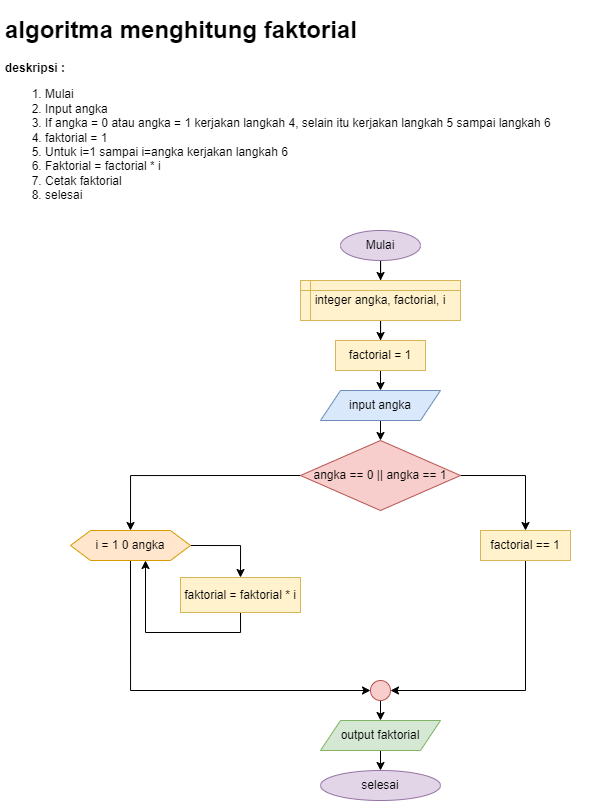 algoritma menghitung faktorial
deskripsi :
1. Mulai
2. Input angka
3. If angka = 0 atau angka = 1 kerjakan langkah 4, selain itu kerjakan langkah 5 sampai langkah 6
4. faktorial = 1
5. Untuk i=1 sampai i=angka kerjakan langkah 6
6. Faktorial = factorial * i
7. Cetak faktorial
8. selesai
Mulai
integer angka, factorial, i
factorial = 1
input angka
angka == 0 || angka == 1
i = 1 0 angka
factorial == 1
faktorial = faktorial * i
output faktorial
selesai